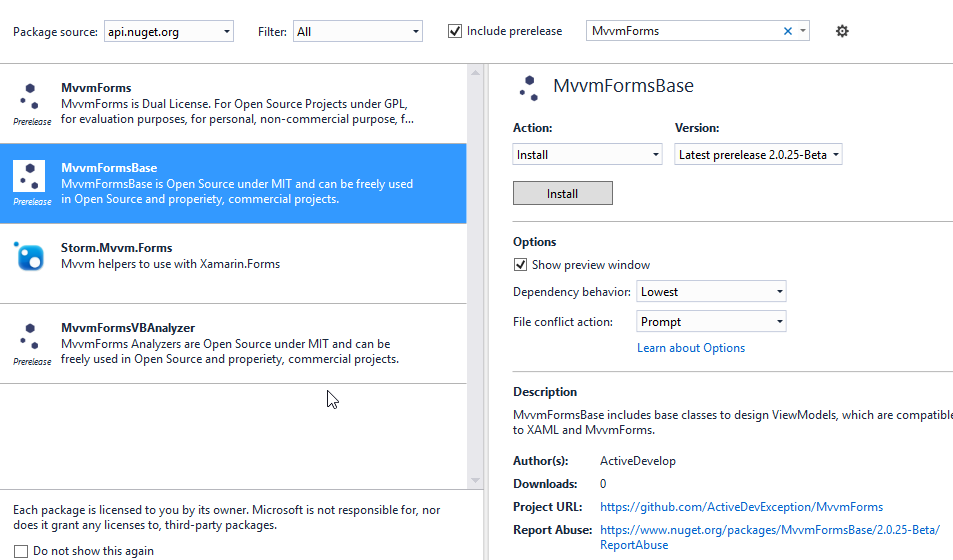 Package source: api.nuget.org Filter: All Include prerelease MvvmForms
MvvmForms
MvvmForms is Dual License. For Open Source Projects under GPL,
for evaluation purposes, for personal, non-commercial purpose, f...
Prerelease
MvvmFormsBase
MvvmFormsBase is Open Source under MIT and can be freely used
in Open Source and properiety, commercial projects.
Prerelease
Storm.Mvvm.Forms
Mvvm helpers to use with Xamarin.Forms
MvvmFormsVBAnalyzer
MvvmForms Analyzers are Open Source under MIT and can be
freely used in Open Source and properiety, commercial projects.
Prerelease
Each package is licensed to you by its owner. Microsoft is not responsible for, nor
does it grant any licenses to, third-party packages.
Do not show this again
MvvmFormsBase
Action: Version:
Install Latest prerelease 2.0.25-Beta
Install
Options
Show preview window
Dependency behavior: Lowest
File conflict action: Prompt
Learn about Options
Description
MvvmFormsBase includes base classes to design ViewModels, which are compatible
to XAML and MvvmForms.
Author(s): ActiveDevelop
Downloads: 0
Project URL: https://github.com/ActiveDevException/MvvmForms
Report Abuse: https://www.nuget.org/packages/MvvmFormsBase/2.0.25-Beta/
ReportAbuse